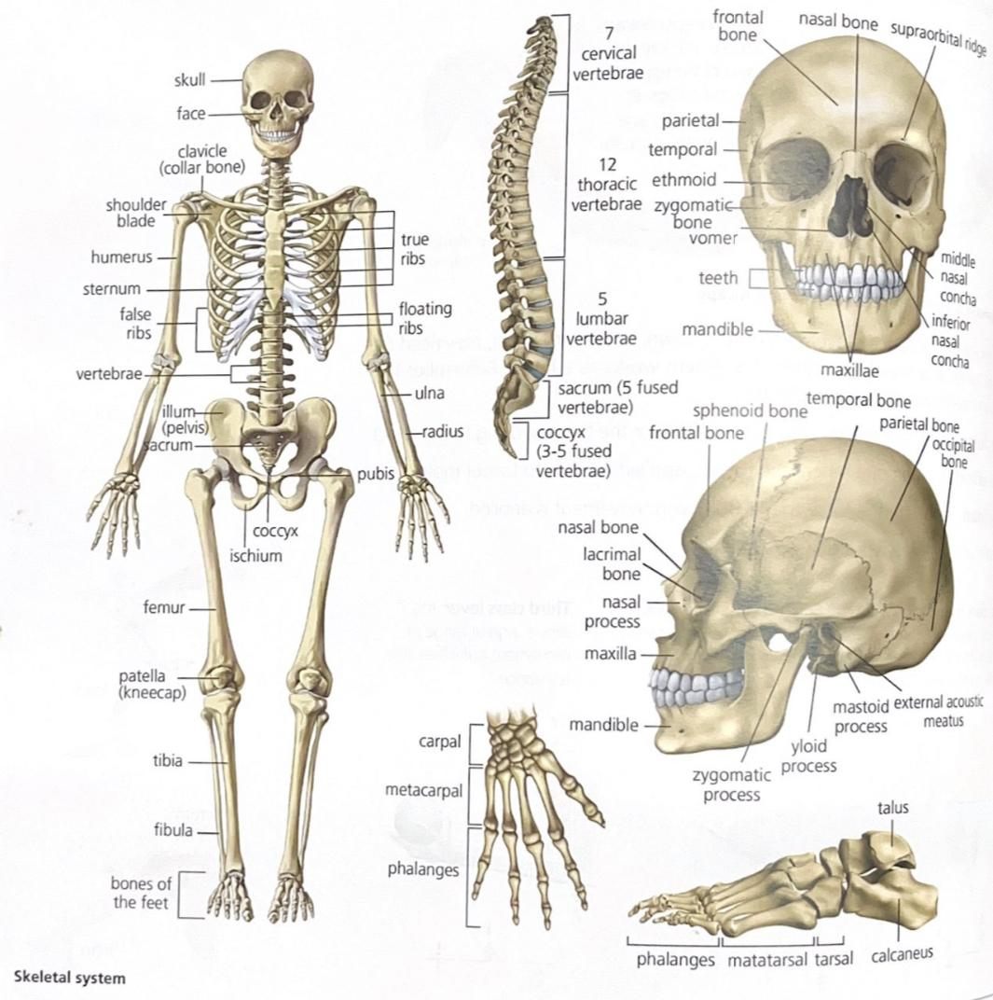 skull
face
clavicle
(collar bone)
shoulder
blade
humerus
sternum
false
ribs
vertebrae
illum
(pelvis)
sacrum
true
ribs
floating
ribs
ulna
radius
pubis
coccyx
ischium
femur
patella
(kneecap)
tibia
fibula
bones of
the feet
7
cervical
vertebrae
12
thoracic
vertebrae
5
lumbar
vertebrae
sacrum (5 fused
vertebrae)
coccyx
(3-5 fused
vertebrae)
frontal
bone
nasal bone
supraorbital ridge
parietal
temporal
ethmoid
zygomatic
bone
vomer
teeth
mandible
middle
nasal
concha
inferior
nasal
concha
maxillae
sphenoid bone
temporal bone
frontal bone
parietal bone
occipital
bone
nasal bone
lacrimal
bone
nasal
process
maxilla
mandible
mastoid
process
external acoustic
meatus
yloid
process
zygomatic
process
carpal
metacarpal
phalanges
talus
phalanges
matatarsal
tarsal
calcaneus
Skeletal system